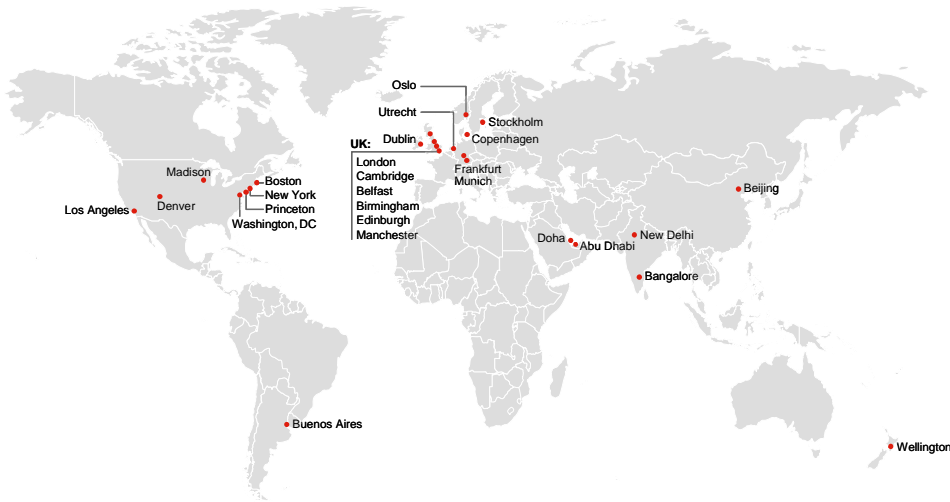 Oslo
Utrecht
Stockholm
Dublin
Copenhagen
UK:
London
Cambridge
Belfast
Birmingham
Edinburgh
Manchester
Frankfurt
Munich
Madison
Boston
New York
Princeton
Washington, DC
Denver
Los Angeles
Beijing
Doha
Abu Dhabi
New Delhi
Bangalore
Buenos Aires
Wellington